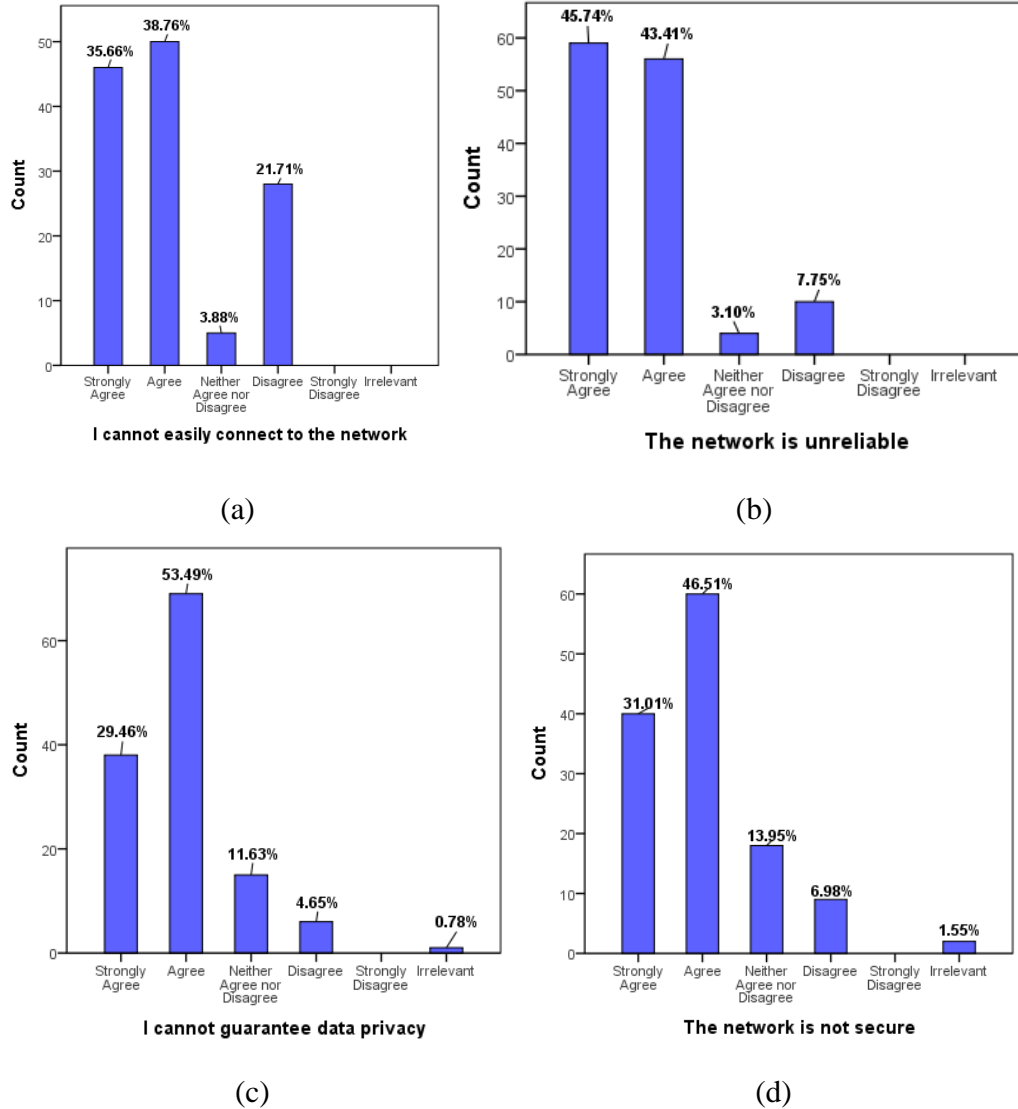 38.76%
35.66%
21.71%
3.88%
50
40
30
20
10
0
Count
Strongly Agree
Agree
Neither Agree nor Disagree
Disagree
Strongly Disagree
Irrelevant
I cannot easily connect to the network
(a)
45.74%
43.41%
3.10%
7.75%
60
50
40
30
20
10
0
Count
Strongly Agree
Agree
Neither Agree nor Disagree
Disagree
Strongly Disagree
Irrelevant
The network is unreliable
(b)
53.49%
29.46%
11.63%
4.65%
0.78%
60
40
20
0
Count
Strongly Agree
Agree
Neither Agree nor Disagree
Disagree
Strongly Disagree
Irrelevant
I cannot guarantee data privacy
(c)
46.51%
31.01%
13.95%
6.98%
1.55%
60
50
40
30
20
10
0
Count
Strongly Agree
Agree
Neither Agree nor Disagree
Disagree
Strongly Disagree
Irrelevant
The network is not secure
(d)